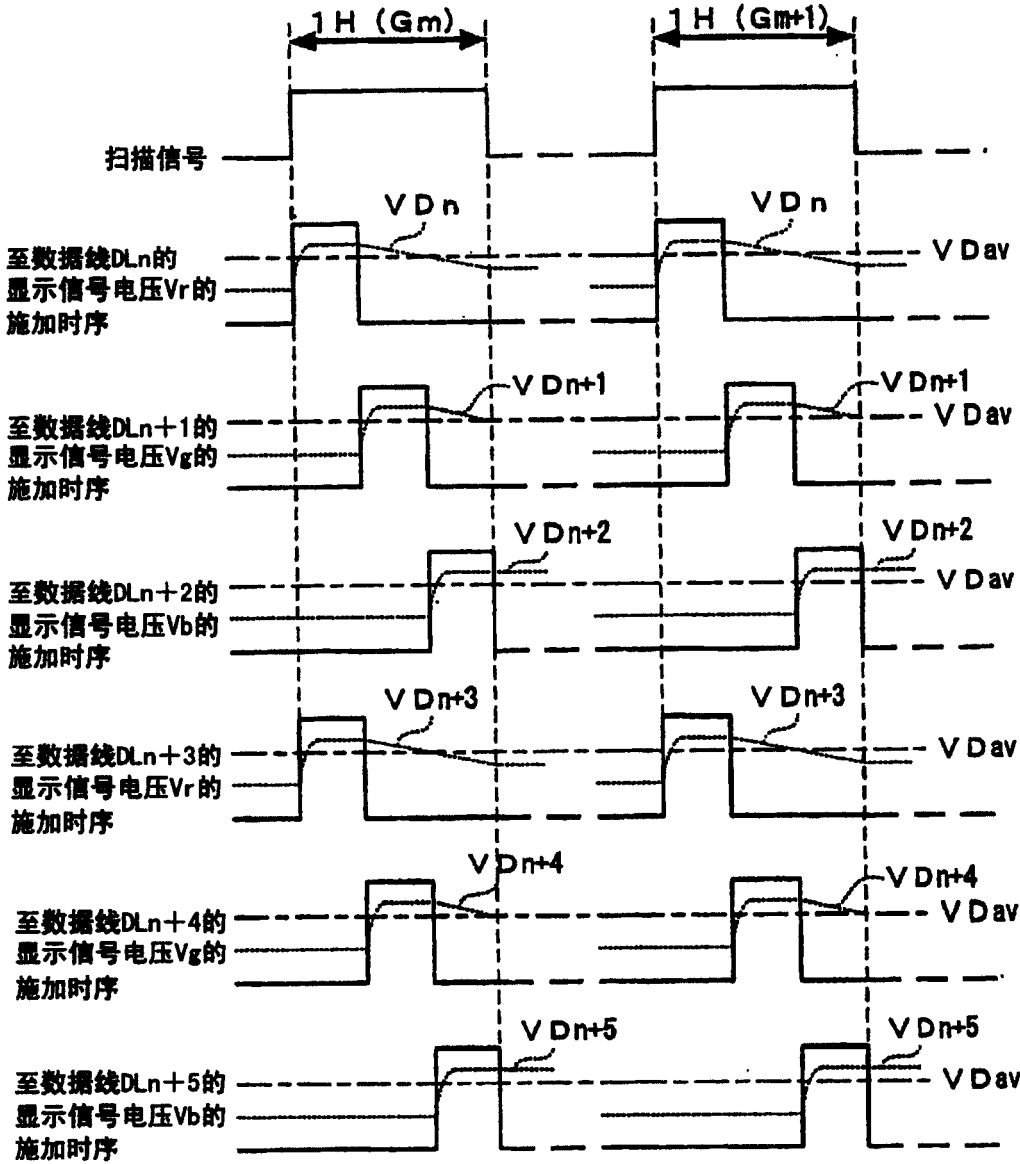 1H (Gm) 1H (Gm+1)
扫描信号
VDn VDn
至数据线DLn的
显示信号电压Vr的
施加时序
VDav
VDn+1 VDn+1
至数据线DLn+1的
显示信号电压Vg的
施加时序
VDav
VDn+2 VDn+2
至数据线DLn+2的
显示信号电压Vb的
施加时序
VDav
VDn+3 VDn+3
至数据线DLn+3的
显示信号电压Vr的
施加时序
VDav
VDn+4 VDn+4
至数据线DLn+4的
显示信号电压Vg的
施加时序
VDav
VDn+5 VDn+5
至数据线DLn+5的
显示信号电压Vb的
施加时序
VDav